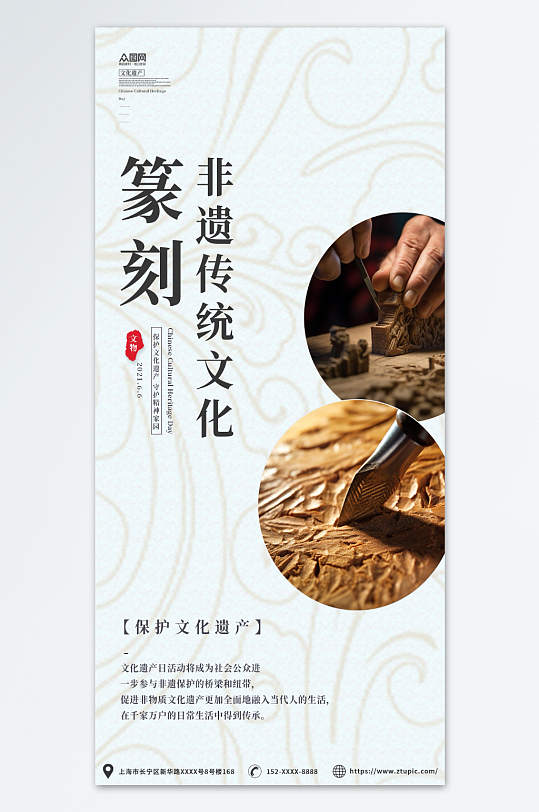 众图网
文化遗产
Chinese Cultural Heritage
Day
篆刻
非遗传统文化
文物
2021.6.6
保护文化遗产 守护精神家园
Chinese Cultural Heritage Day
【保护文化遗产】
文化遗产日活动将成为社会公众进
一步参与非遗保护的桥梁和纽带,
促进非物质文化遗产更加全面地融入当代人的生活,
在千家万户的日常生活中得到传承。
上海市长宁区新华路XXXX号8号楼168
152-XXXX-8888
https://www.ztupic.com/